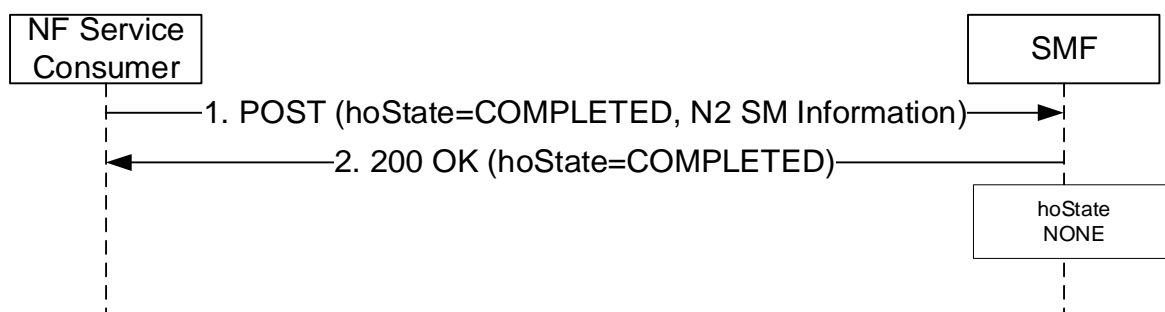 NF Service
Consumer
SMF
1. POST (hoState=COMPLETED, N2 SM Information)
2. 200 OK (hoState=COMPLETED)
hoState
NONE